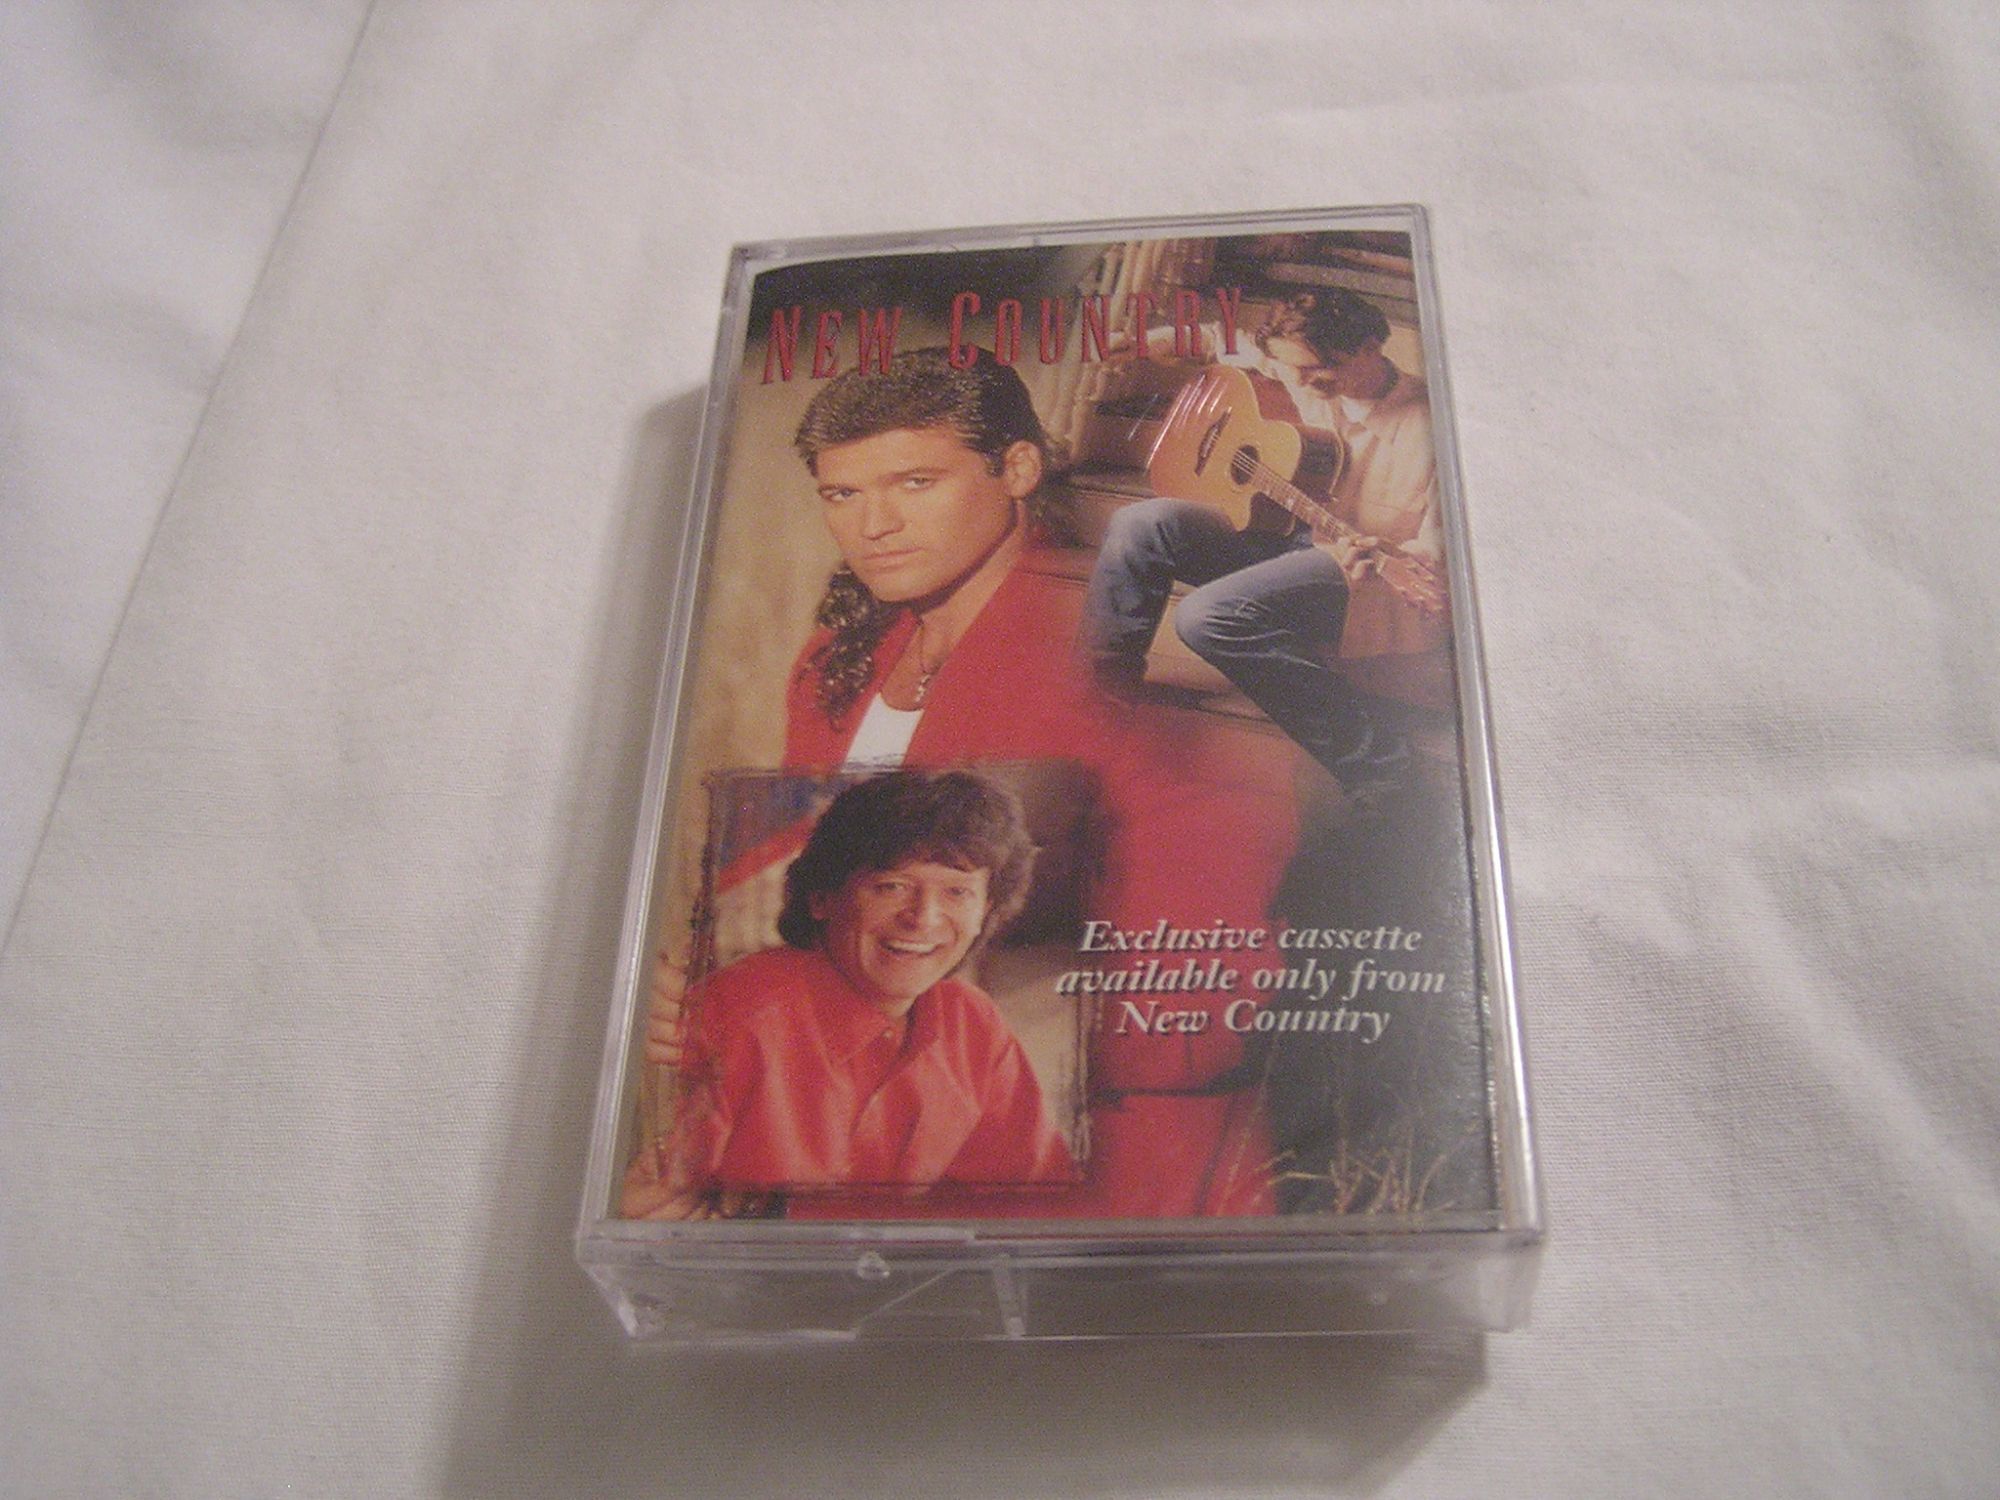 NEW COUNTRY
Exclusive cassette
available only from
New Country